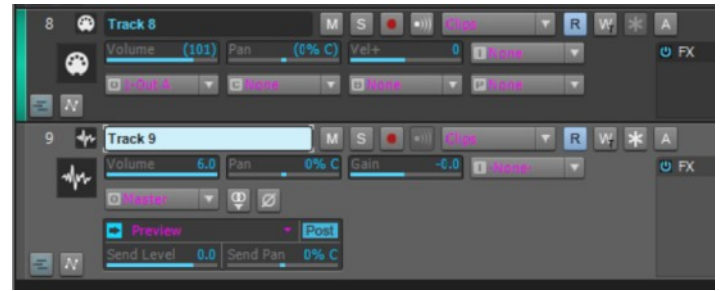 8 Track 8 M S Clips R W A
Volume (101) Pan (0% C) Vel+ 0 I None FX
O 1-Out A C None B None P None
9 Track 9 M S Clips R W A
Volume 6.0 Pan 0% C Gain -0.0 I -None- FX
O Master
Preview Post
Send Level 0.0 Send Pan 0% C